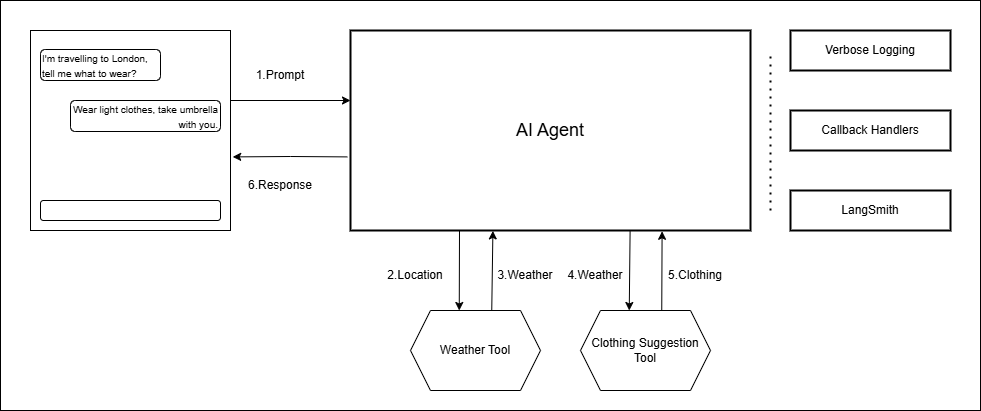 I'm travelling to London,
tell me what to wear?
Wear light clothes, take umbrella
with you.
1.Prompt
6.Response
AI Agent
Verbose Logging
Callback Handlers
LangSmith
2.Location
3.Weather
4.Weather
5.Clothing
Weather Tool
Clothing Suggestion
Tool